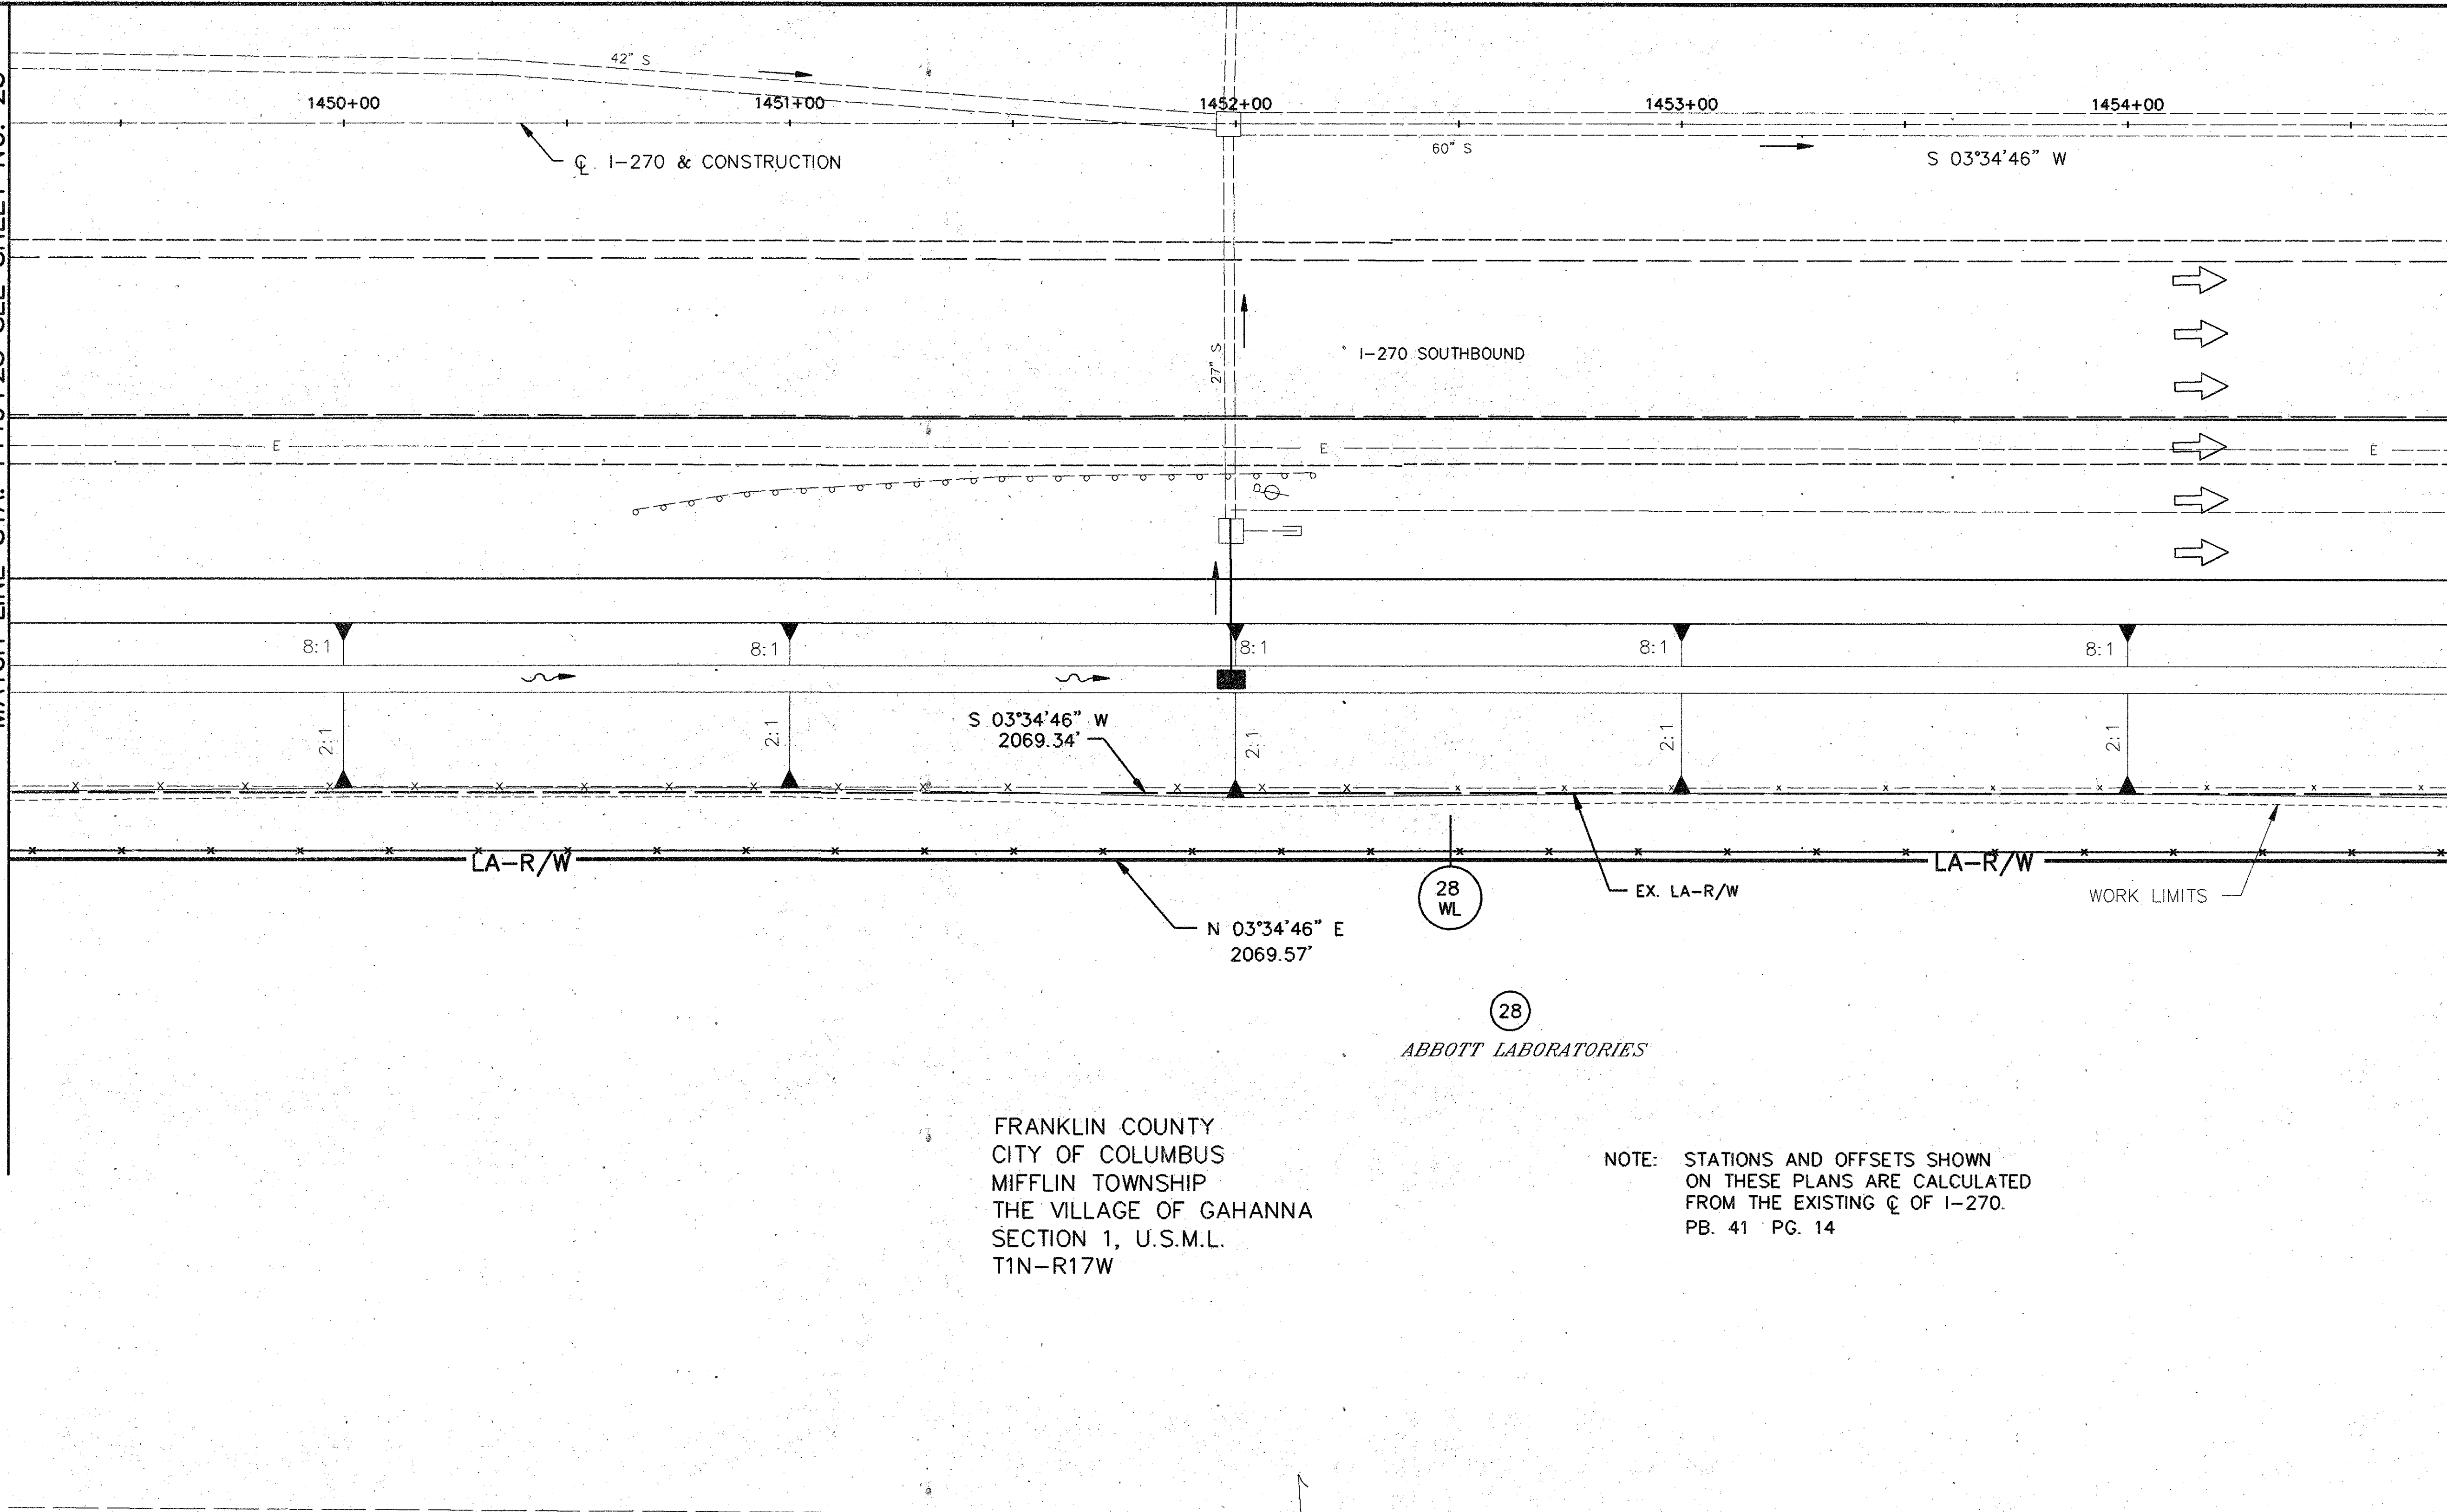 42" S
1450+00 1451+00 1452+00 1453+00 1454+00
℄ I-270 & CONSTRUCTION
60" S
S 03°34'46" W
27" S
I-270 SOUTHBOUND
E E E
8:1 8:1 8:1 8:1 8:1
S 03°34'46" W
2069.34'
2:1 2:1 2:1 2:1 2:1
LA-R/W LA-R/W
28
WL
EX. LA-R/W
WORK LIMITS
N 03°34'46" E
2069.57'
28
ABBOTT LABORATORIES
FRANKLIN COUNTY
CITY OF COLUMBUS
MIFFLIN TOWNSHIP
THE VILLAGE OF GAHANNA
SECTION 1, U.S.M.L.
T1N-R17W
NOTE: STATIONS AND OFFSETS SHOWN
ON THESE PLANS ARE CALCULATED
FROM THE EXISTING ℄ OF I-270.
PB. 41 PG. 14